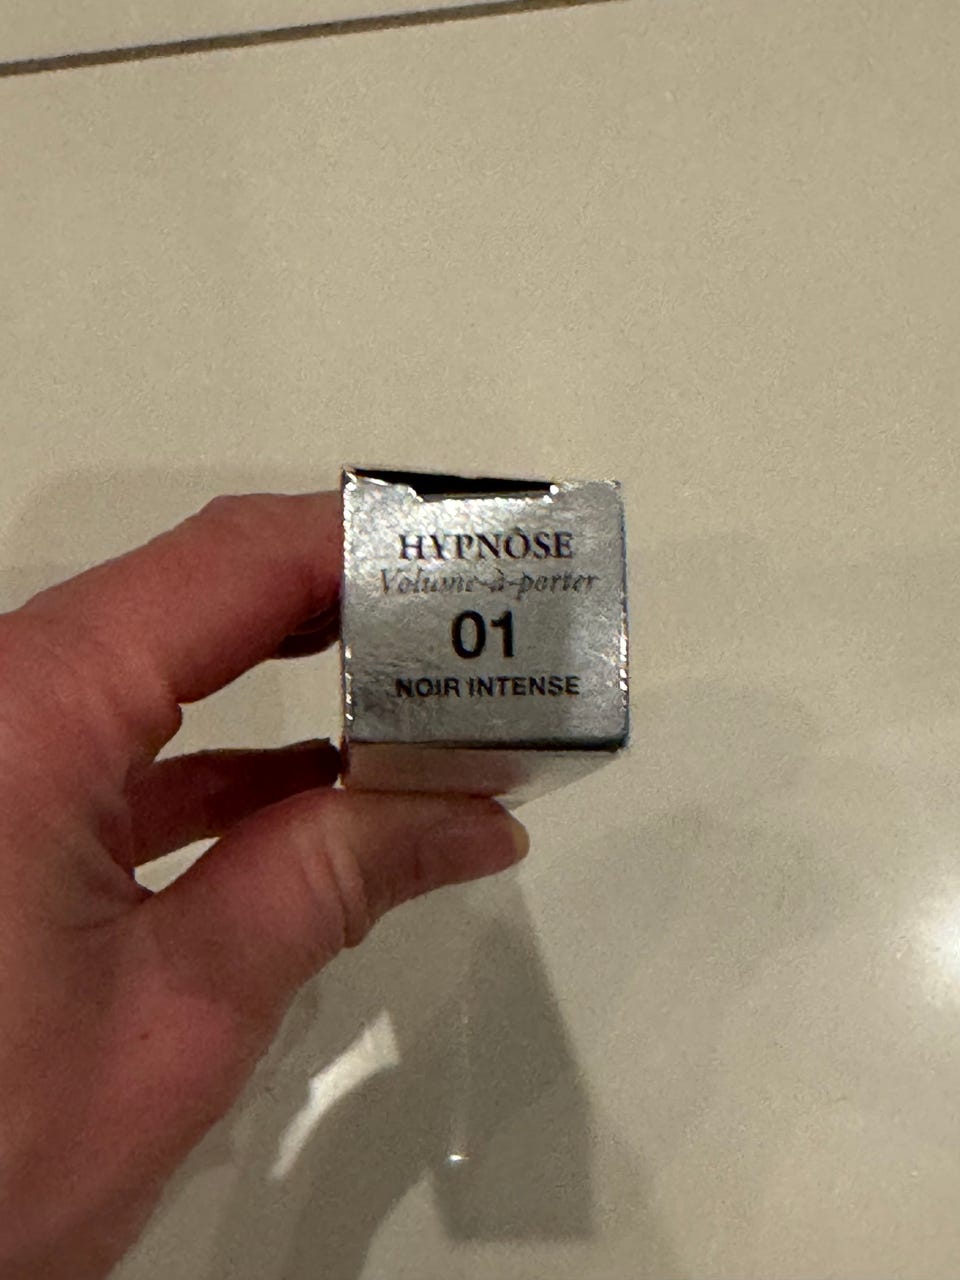 HYPNÔSE
Volume-à-porter
01
NOIR INTENSE